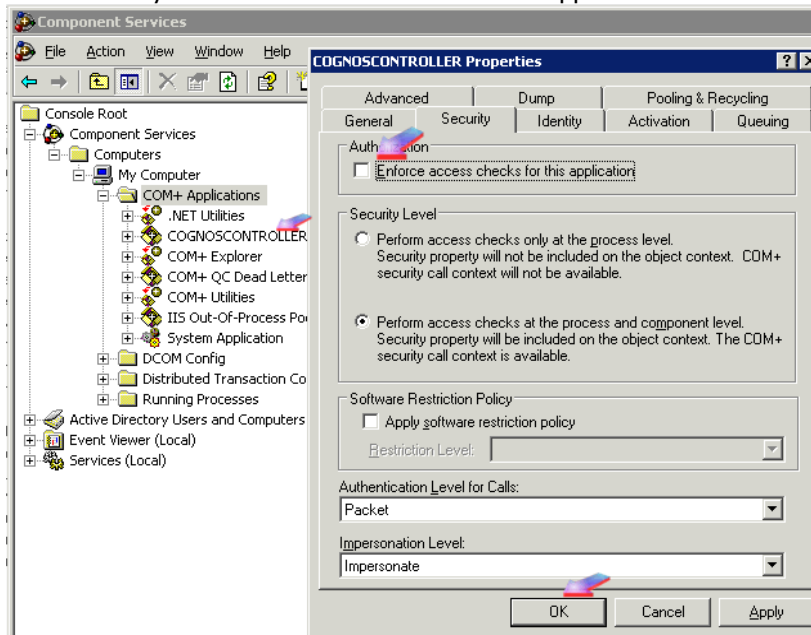 Component Services
File Action View Window Help
Console Root
Component Services
Computers
My Computer
COM+ Applications
.NET Utilities
COGNOSCONTROLLER
COM+ Explorer
COM+ QC Dead Letter
COM+ Utilities
IIS Out-Of-Process
System Application
DCOM Config
Distributed Transaction Co
Running Processes
Active Directory Users and Computers
Event Viewer (Local)
Services (Local)
COGNOSCONTROLLER Properties
Advanced Dump Pooling & Recycling
General Security Identity Activation Queuing
Enforce access checks for this application
Security Level
Perform access checks only at the process level.
Security property will not be included on the object context. COM+
security call context will not be available.
Perform access checks at the process and component level.
Security property will be included on the object context. The COM+
security call context is available.
Software Restriction Policy
Apply software restriction policy
Restriction Level:
Authentication Level for Calls:
Packet
Impersonation Level:
Impersonate
OK Cancel Apply